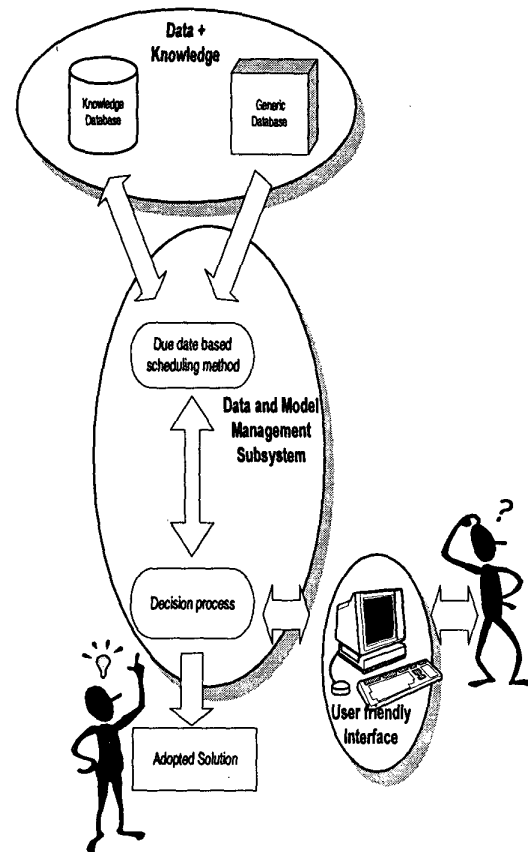 Data +
Knowledge
Knowledge
Database
Generic
Database
Due date based
scheduling method
Data and Model
Management
Subsystem
?
Decision process
User friendly
Interface
Adopted Solution